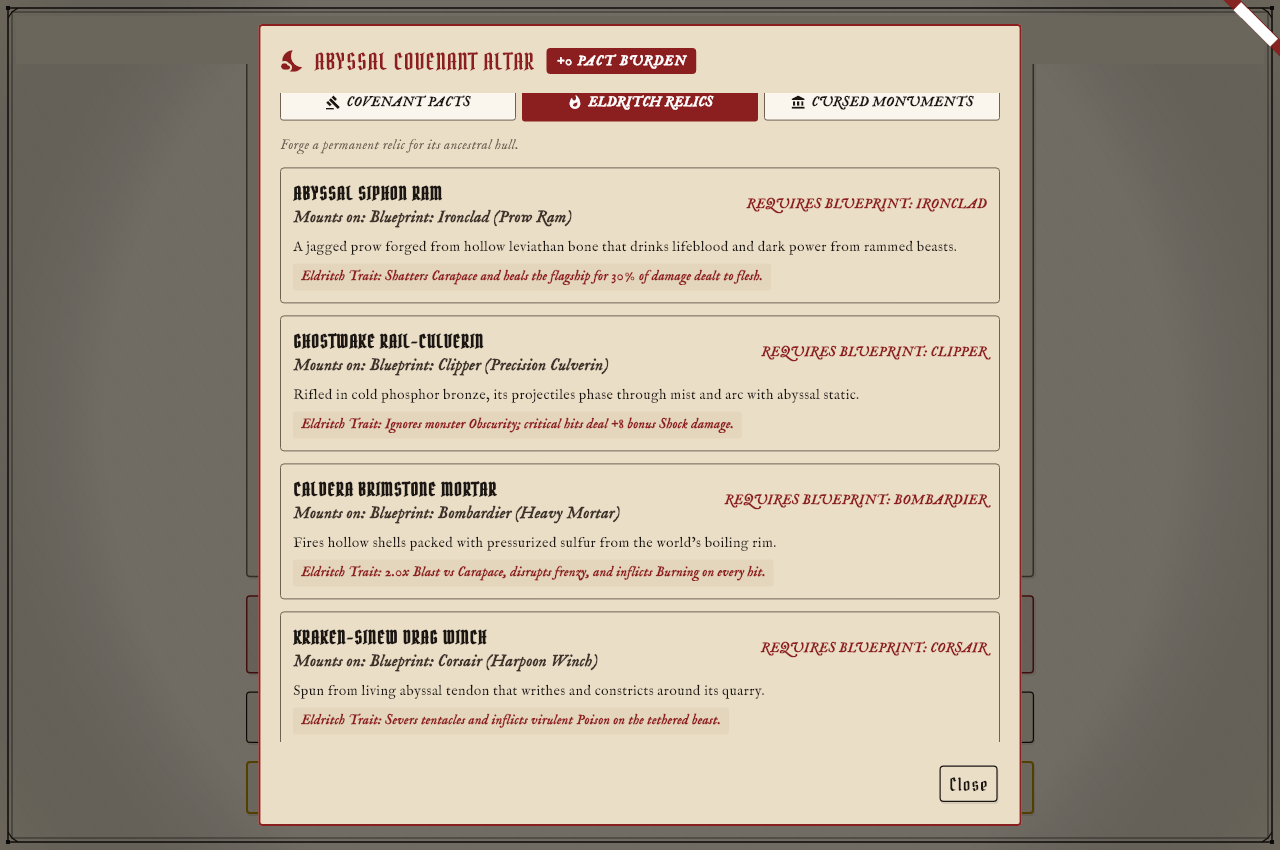 ABYSSAL COVENANT ALTAR
+0 PACT BURDEN
COVENANT PACTS
ELDRITCH RELICS
CURSED MONUMENTS
Forge a permanent relic for its ancestral hull.
ABYSSAL SIPHON RAM
Mounts on: Blueprint: Ironclad (Prow Ram)
REQUIRES BLUEPRINT: IRONCLAD
A jagged prow forged from hollow leviathan bone that drinks lifeblood and dark power from rammed beasts.
Eldritch Trait: Shatters Carapace and heals the flagship for 30% of damage dealt to flesh.
GHOSTWAKE RAIL-CULVERIN
Mounts on: Blueprint: Clipper (Precision Culverin)
REQUIRES BLUEPRINT: CLIPPER
Rifled in cold phosphor bronze, its projectiles phase through mist and arc with abyssal static.
Eldritch Trait: Ignores monster Obscurity; critical hits deal +8 bonus Shock damage.
CALDERA BRIMSTONE MORTAR
Mounts on: Blueprint: Bombardier (Heavy Mortar)
REQUIRES BLUEPRINT: BOMBARDIER
Fires hollow shells packed with pressurized sulfur from the world's boiling rim.
Eldritch Trait: 2.0x Blast vs Carapace, disrupts frenzy, and inflicts Burning on every hit.
KRAKEN-SINEW DRAG WINCH
Mounts on: Blueprint: Corsair (Harpoon Winch)
REQUIRES BLUEPRINT: CORSAIR
Spun from living abyssal tendon that writhes and constricts around its quarry.
Eldritch Trait: Severs tentacles and inflicts virulent Poison on the tethered beast.
Close